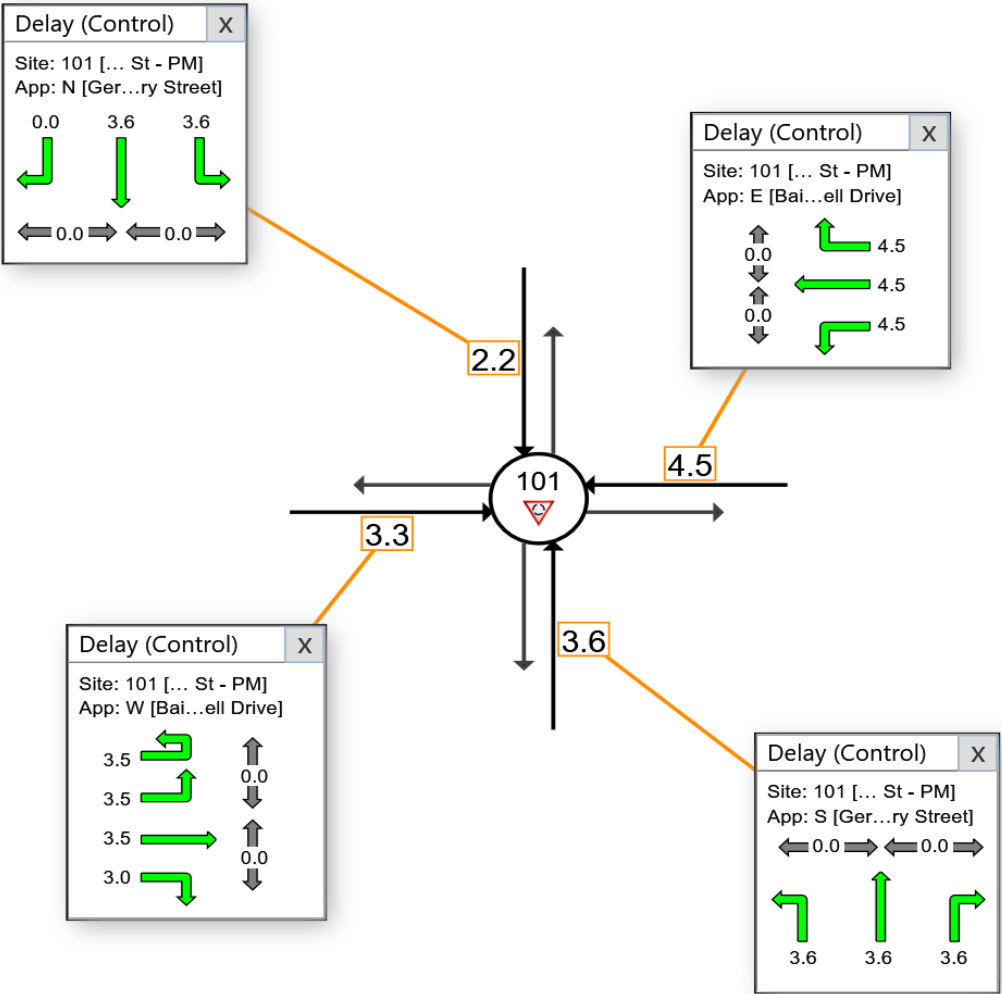 Delay (Control) X
Site: 101 [... St - PM]
App: N [Ger...ry Street]
0.0 3.6 3.6
0.0 0.0
Delay (Control) X
Site: 101 [... St - PM]
App: E [Bai...ell Drive]
0.0 4.5
4.5
0.0 4.5
2.2
4.5
101
3.3
3.6
Delay (Control) X
Site: 101 [... St - PM]
App: W [Bai...ell Drive]
3.5
0.0
3.5
3.5
0.0
3.0
Delay (Control) X
Site: 101 [... St - PM]
App: S [Ger...ry Street]
0.0 0.0
3.6 3.6 3.6